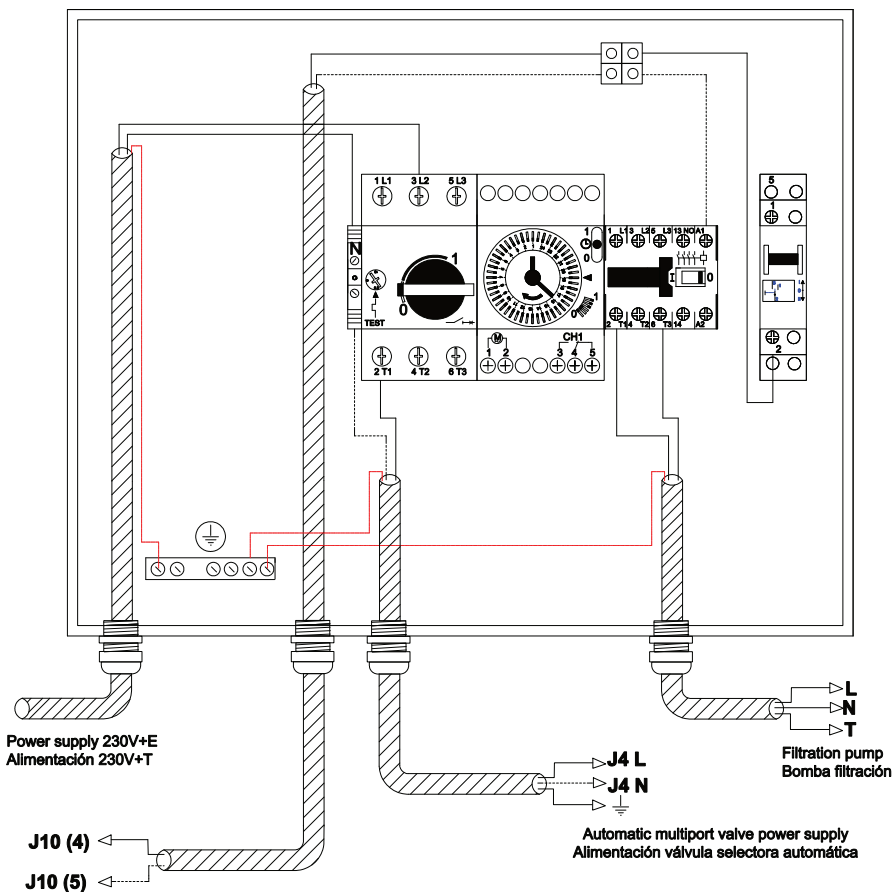 1 L1 3 L2 5 L3
N
1
0
TEST
2 T1 4 T2 6 T3
1
0
0 1
M
CH1
1 2 3 4 5
1 L1 3 L2 5 L3 13 NO A1
I 0
2 T1 4 T2 6 T3 14 A2
5
1
2
L
N
T
Power supply 230V+E
Alimentación 230V+T
Filtration pump
Bomba filtración
J4 L
J4 N
Automatic multiport valve power supply
Alimentación válvula selectora automática
J10 (4)
J10 (5)